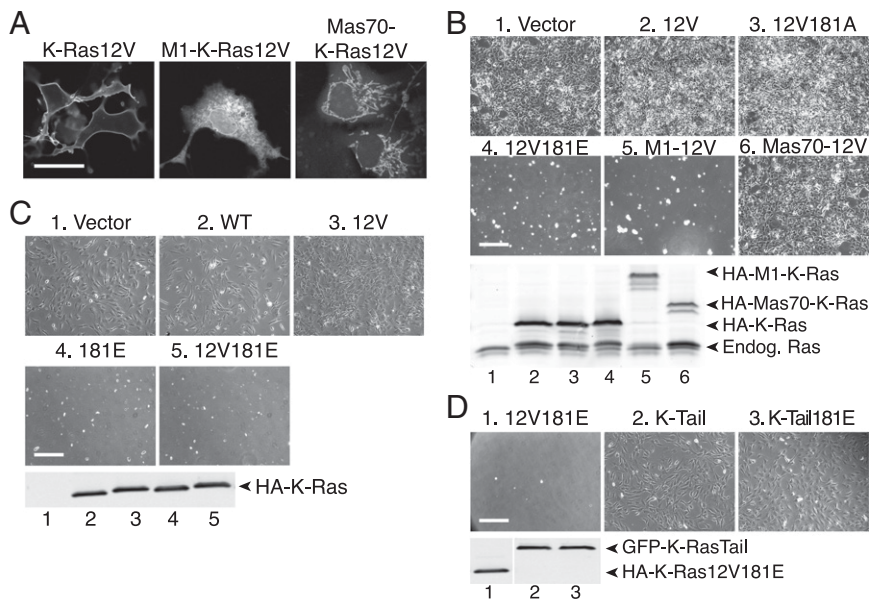 A
K-Ras12V
M1-K-Ras12V
Mas70-
K-Ras12V
B
1. Vector
2. 12V
3. 12V181A
4. 12V181E
5. M1-12V
6. Mas70-12V
HA-M1-K-Ras
HA-Mas70-K-Ras
HA-K-Ras
Endog. Ras
1 2 3 4 5 6
C
1. Vector
2. WT
3. 12V
4. 181E
5. 12V181E
HA-K-Ras
1 2 3 4 5
D
1. 12V181E
2. K-Tail
3. K-Tail181E
GFP-K-RasTail
HA-K-Ras12V181E
1 2 3